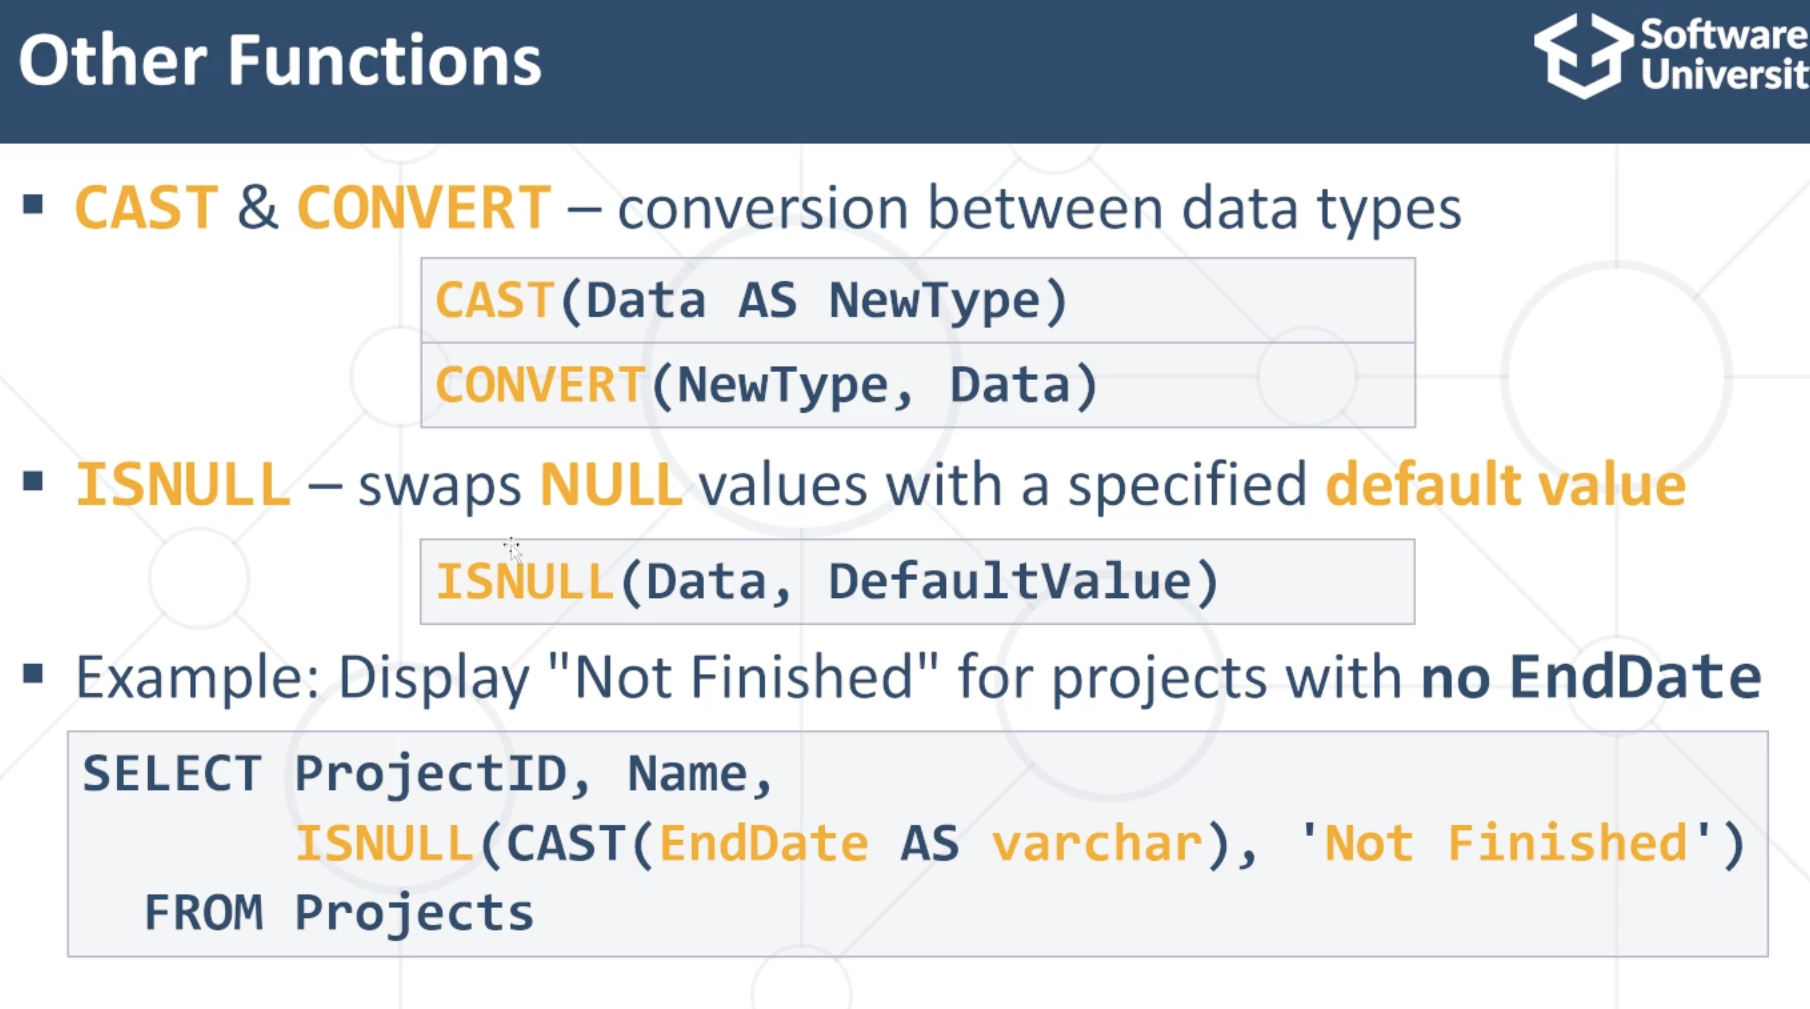 Other Functions
Software
Universit
▪ CAST & CONVERT – conversion between data types
CAST(Data AS NewType)
CONVERT(NewType, Data)
▪ ISNULL – swaps NULL values with a specified default value
ISNULL(Data, DefaultValue)
▪ Example: Display "Not Finished" for projects with no EndDate
SELECT ProjectID, Name,
ISNULL(CAST(EndDate AS varchar), 'Not Finished')
FROM Projects